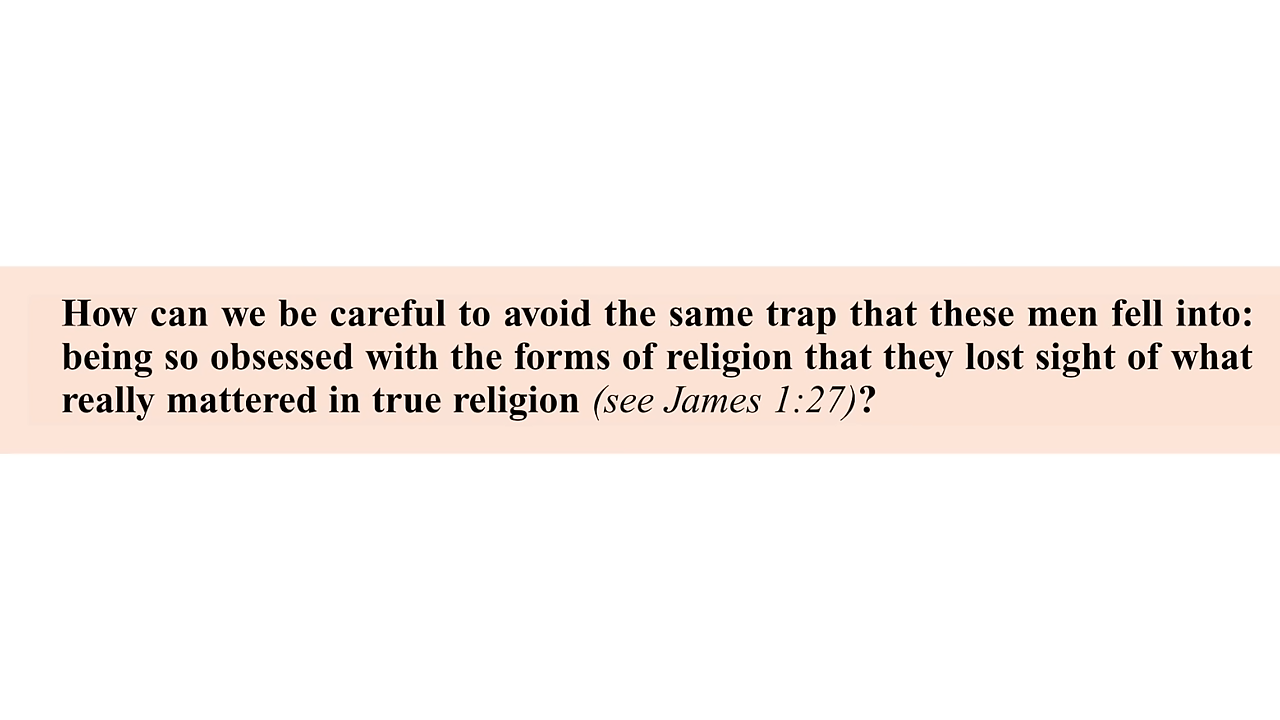 How can we be careful to avoid the same trap that these men fell into:
being so obsessed with the forms of religion that they lost sight of what
really mattered in true religion (see James 1:27)?